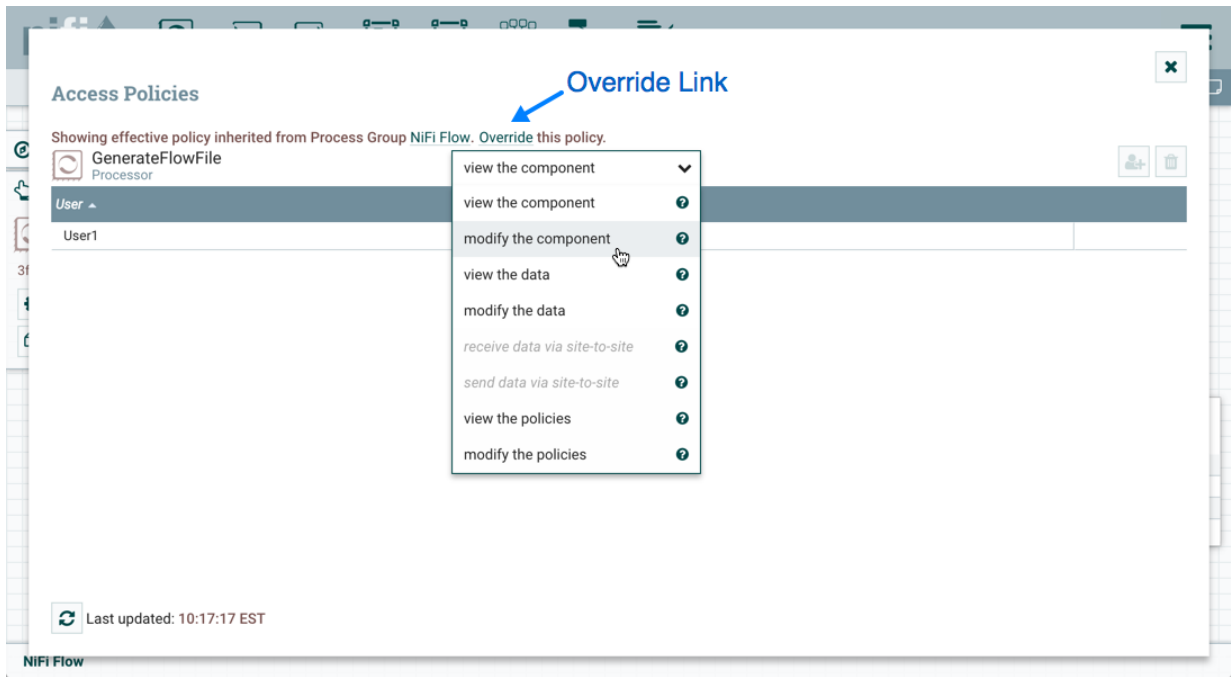 Access Policies
Override Link
Showing effective policy inherited from Process Group NiFi Flow. Override this policy.
GenerateFlowFile
Processor
view the component
User
view the component
User1
modify the component
view the data
modify the data
receive data via site-to-site
send data via site-to-site
view the policies
modify the policies
Last updated: 10:17:17 EST
NiFi Flow